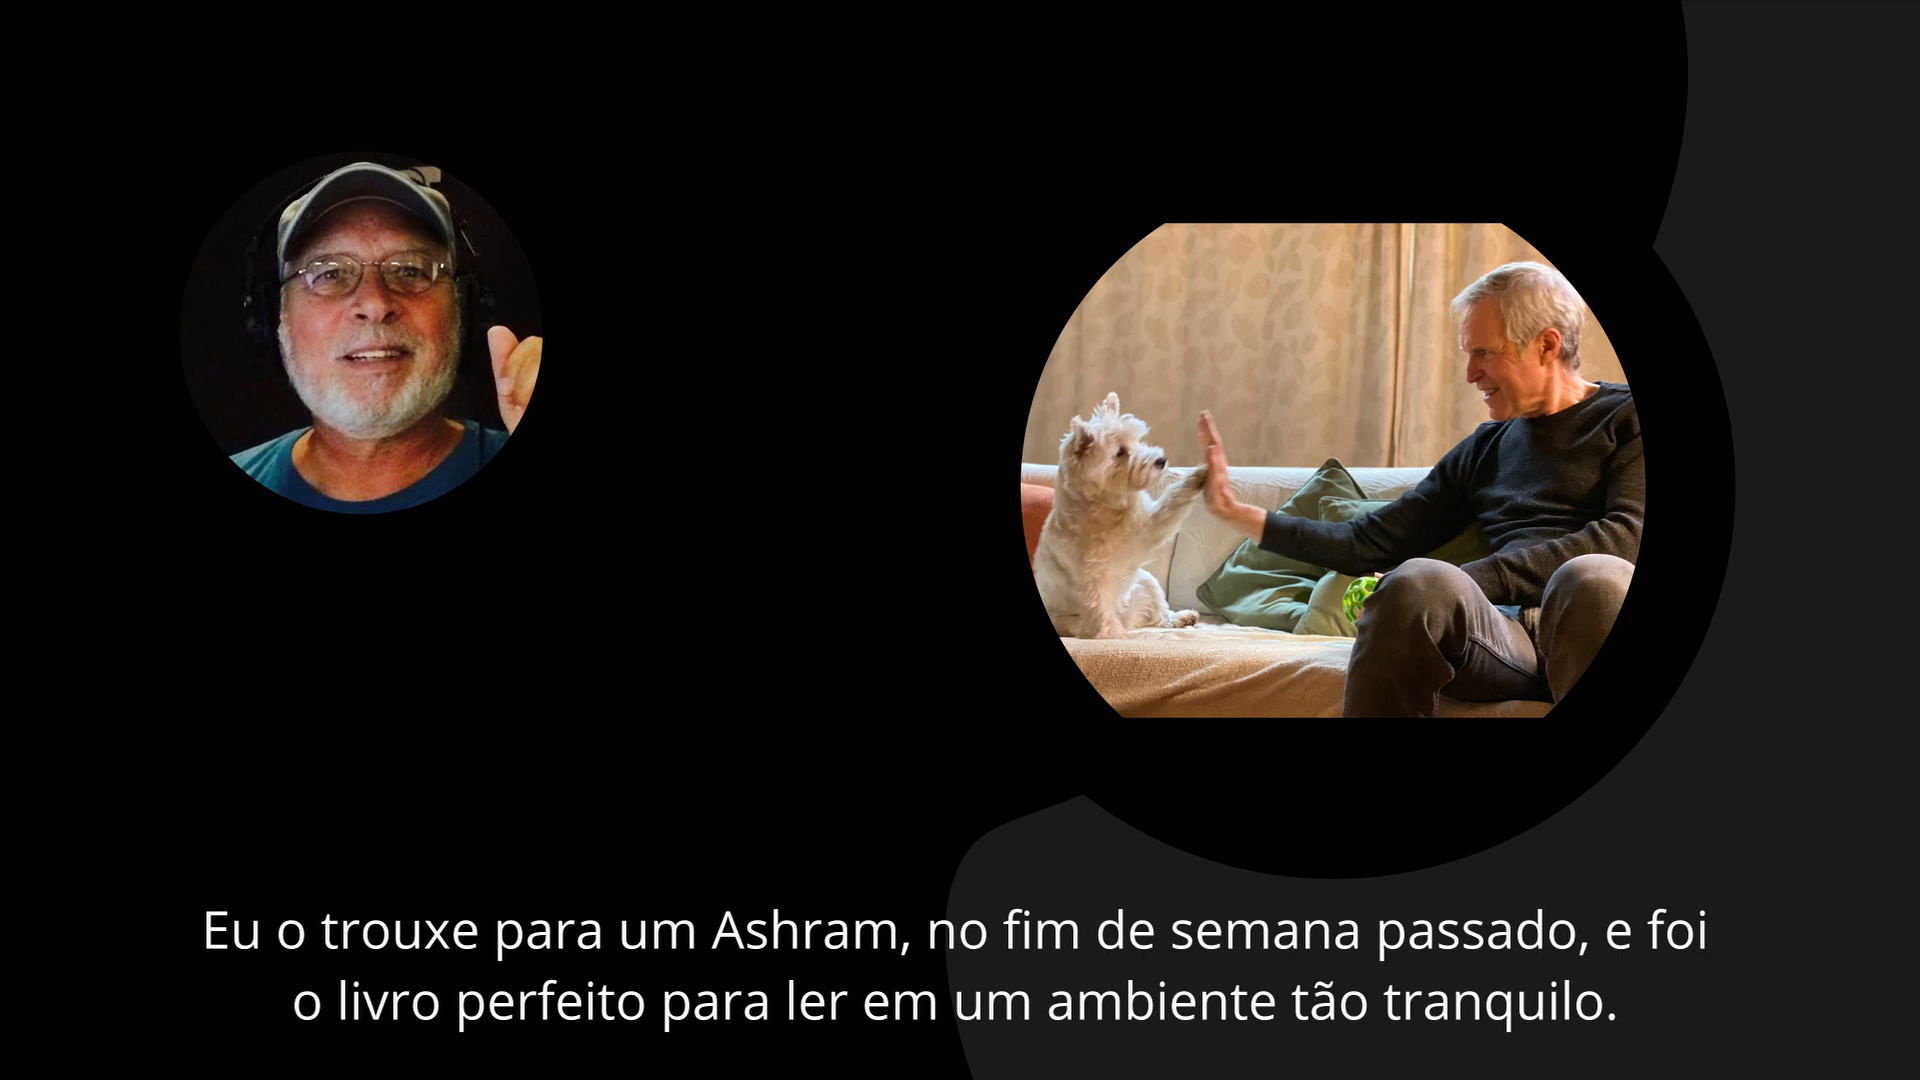 Eu o trouxe para um Ashram, no fim de semana passado, e foi
o livro perfeito para ler em um ambiente tão tranquilo.